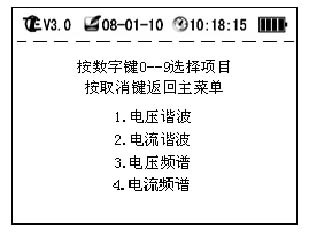 V3.0 08-01-10 10:18:15
按数字键0--9选择项目
按取消键返回主菜单
1.电压谐波
2.电流谐波
3.电压频谱
4.电流频谱